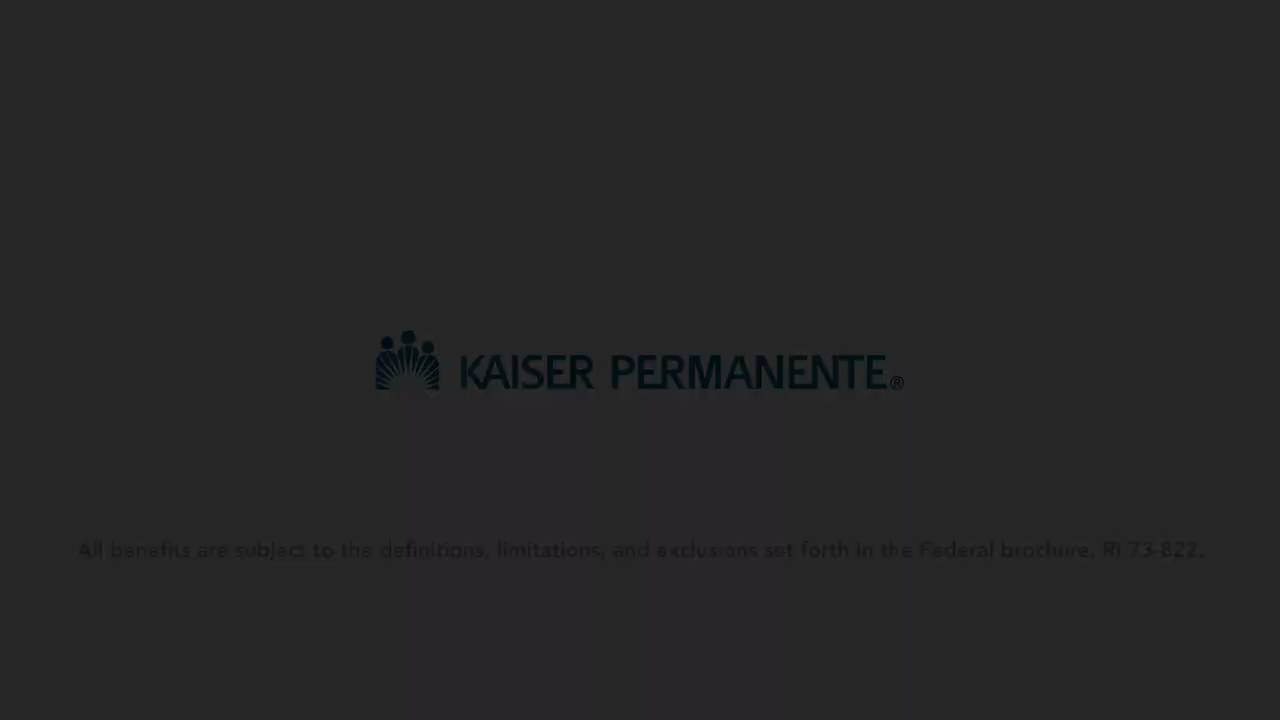 KAISER PERMANENTE®
All benefits are subject to the definitions, limitations, and exclusions set forth in the Federal brochure, RI 73-822.